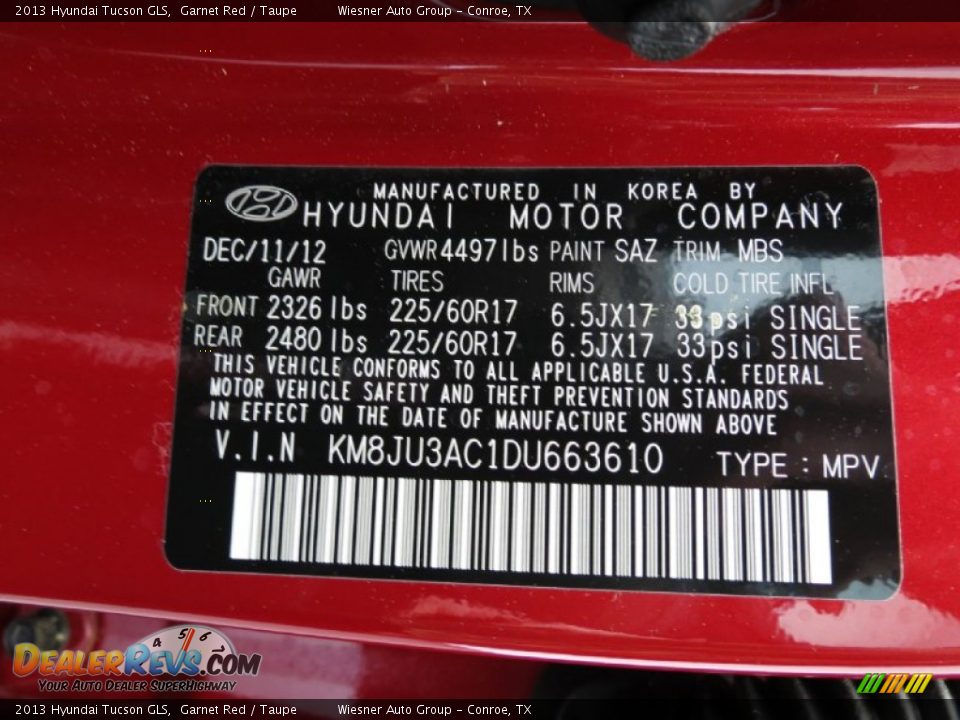 2013 Hyundai Tucson GLS, Garnet Red / Taupe Wiesner Auto Group - Conroe, TX
MANUFACTURED IN KOREA BY
HYUNDAI MOTOR COMPANY
DEC/11/12 GVWR 4497lbs PAINT SAZ TRIM MBS
GAWR TIRES RIMS COLD TIRE INFL
FRONT 2326 lbs 225/60R17 6.5JX17 33psi SINGLE
REAR 2480 lbs 225/60R17 6.5JX17 33psi SINGLE
THIS VEHICLE CONFORMS TO ALL APPLICABLE U.S.A. FEDERAL
MOTOR VEHICLE SAFETY AND THEFT PREVENTION STANDARDS
IN EFFECT ON THE DATE OF MANUFACTURE SHOWN ABOVE
V.I.N KM8JU3AC1DU663610 TYPE : MPV
4 5 6
DealerRevs.com
Your Auto Dealer SuperHighway
2013 Hyundai Tucson GLS, Garnet Red / Taupe Wiesner Auto Group - Conroe, TX